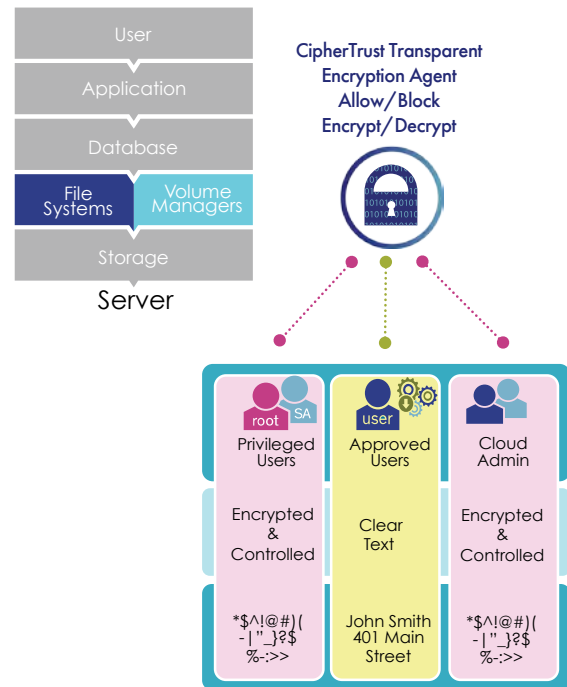 User
Application
Database
File
Systems
Volume
Managers
Storage
Server
CipherTrust Transparent
Encryption Agent
Allow/Block
Encrypt/Decrypt
root
SA
Privileged
Users
Encrypted
&
Controlled
*$^!@#)(
-|"_}?$
%-:>>
user
Approved
Users
Clear
Text
John Smith
401 Main
Street
Cloud
Admin
Encrypted
&
Controlled
*$^!@#)(
-|"_}?$
%-:>>